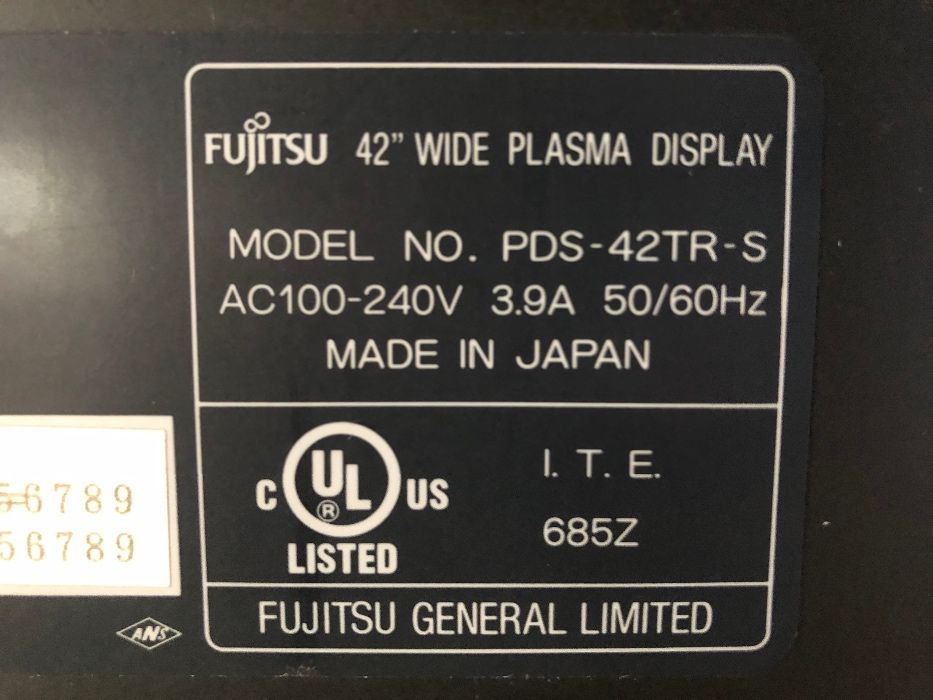 FUJITSU 42” WIDE PLASMA DISPLAY
MODEL NO. PDS-42TR-S
AC100-240V 3.9A 50/60Hz
MADE IN JAPAN
C UL® US
LISTED
I. T. E.
685Z
56789
56789
ANS
FUJITSU GENERAL LIMITED